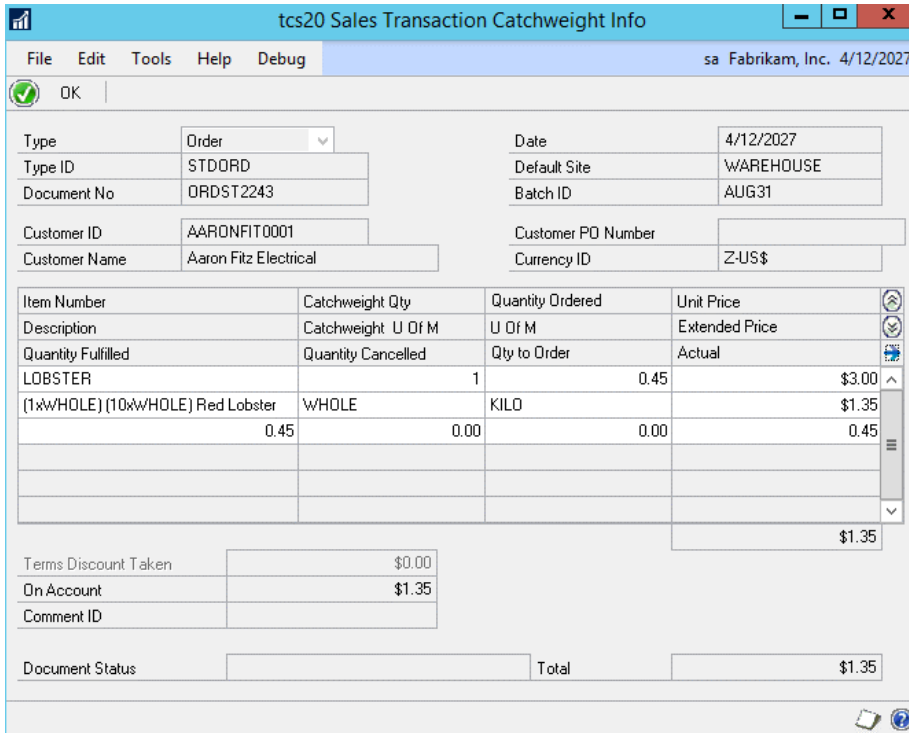 tcs20 Sales Transaction Catchweight Info
File Edit Tools Help Debug sa Fabrikam, Inc. 4/12/2027
OK
Type Order Date 4/12/2027
Type ID STDORD Default Site WAREHOUSE
Document No ORDST2243 Batch ID AUG31
Customer ID AARONFIT0001 Customer PO Number
Customer Name Aaron Fitz Electrical Currency ID Z-US$
Item Number Catchweight Qty Quantity Ordered Unit Price
Description Catchweight U Of M U Of M Extended Price
Quantity Fulfilled Quantity Cancelled Qty to Order Actual
LOBSTER 1 0.45 $3.00
(1xWHOLE) (10xWHOLE) Red Lobster WHOLE KILO $1.35
0.45 0.00 0.00 0.45
$1.35
Terms Discount Taken $0.00
On Account $1.35
Comment ID
Document Status Total $1.35